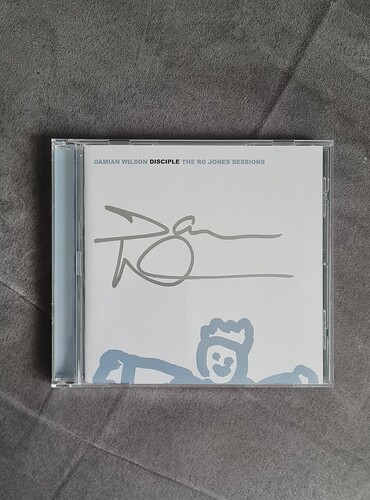 DAMIAN WILSON DISCIPLE THE RG JONES SESSIONS